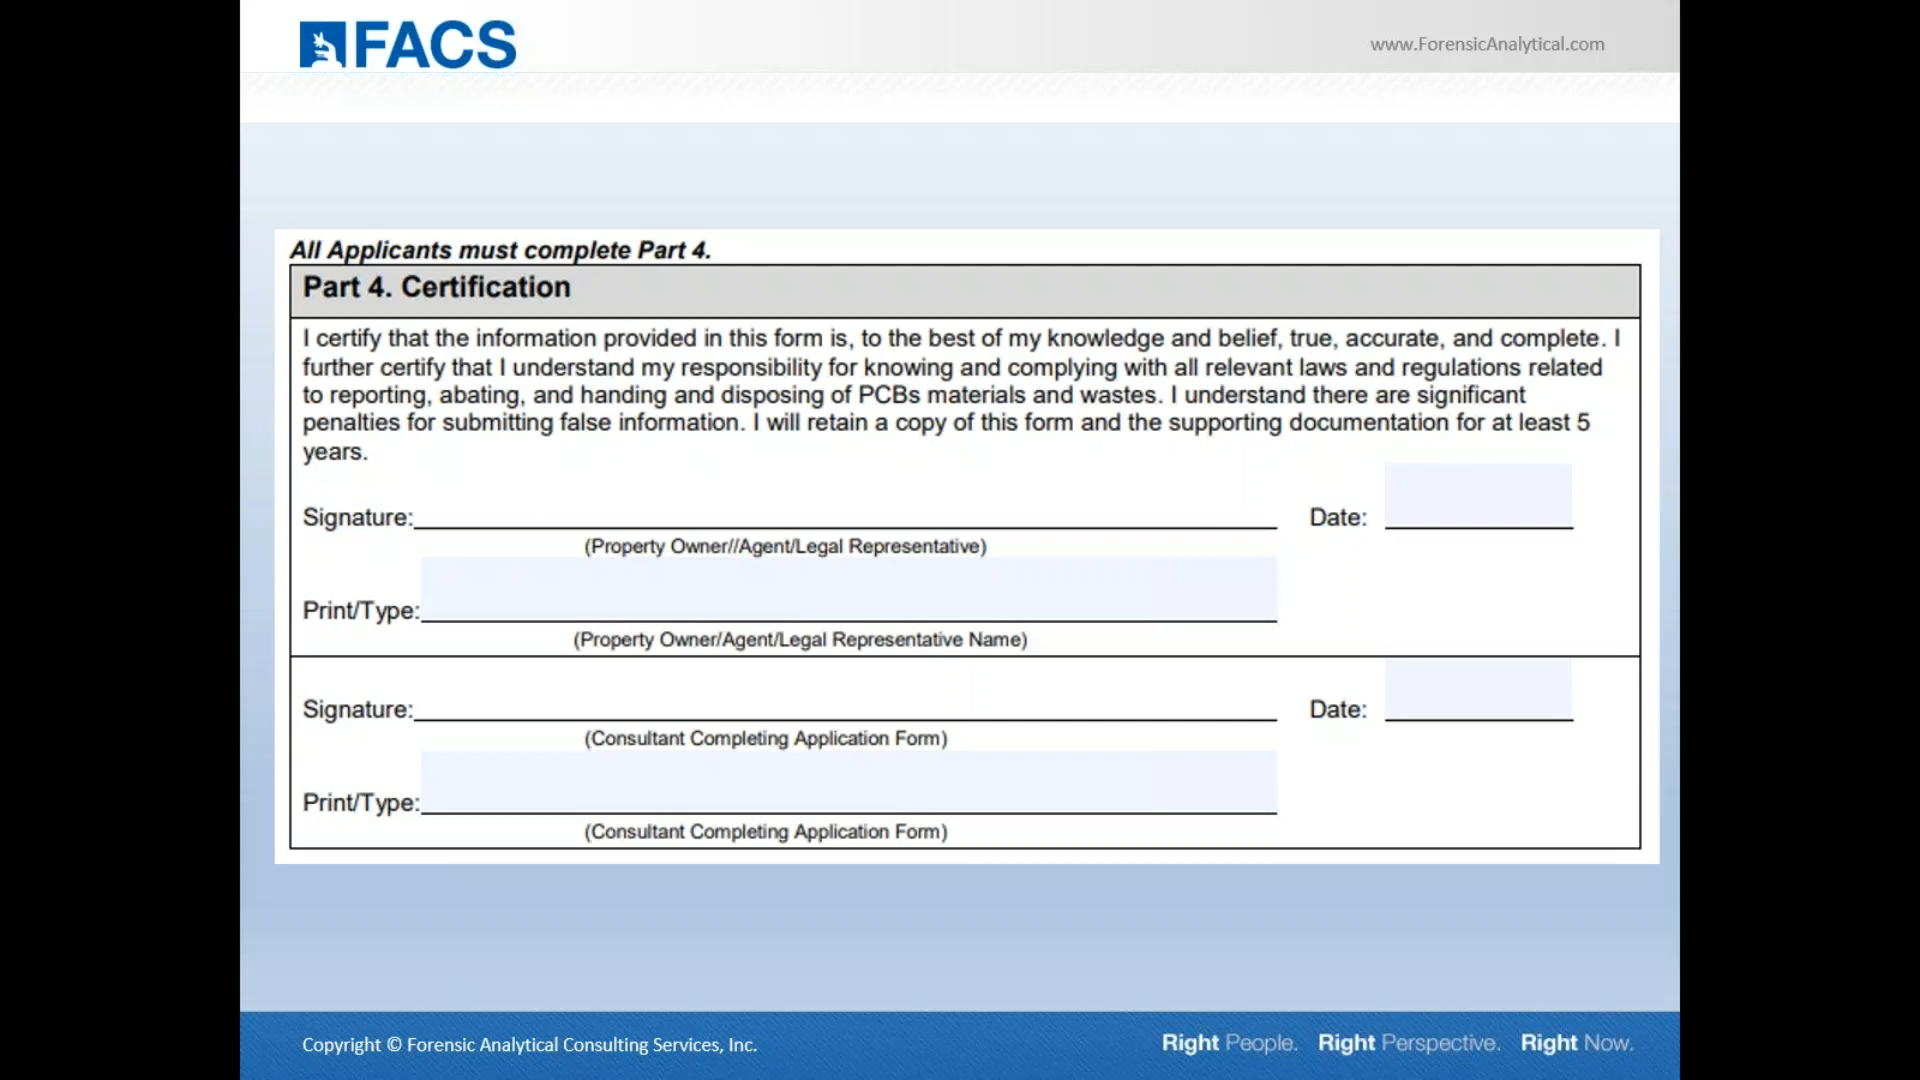 FACS
www.ForensicAnalytical.com
All Applicants must complete Part 4.
Part 4. Certification
I certify that the information provided in this form is, to the best of my knowledge and belief, true, accurate, and complete. I
further certify that I understand my responsibility for knowing and complying with all relevant laws and regulations related
to reporting, abating, and handing and disposing of PCBs materials and wastes. I understand there are significant
penalties for submitting false information. I will retain a copy of this form and the supporting documentation for at least 5
years.
Signature: Date:
(Property Owner//Agent/Legal Representative)
Print/Type:
(Property Owner/Agent/Legal Representative Name)
Signature: Date:
(Consultant Completing Application Form)
Print/Type:
(Consultant Completing Application Form)
Copyright © Forensic Analytical Consulting Services, Inc.
Right People. Right Perspective. Right Now.